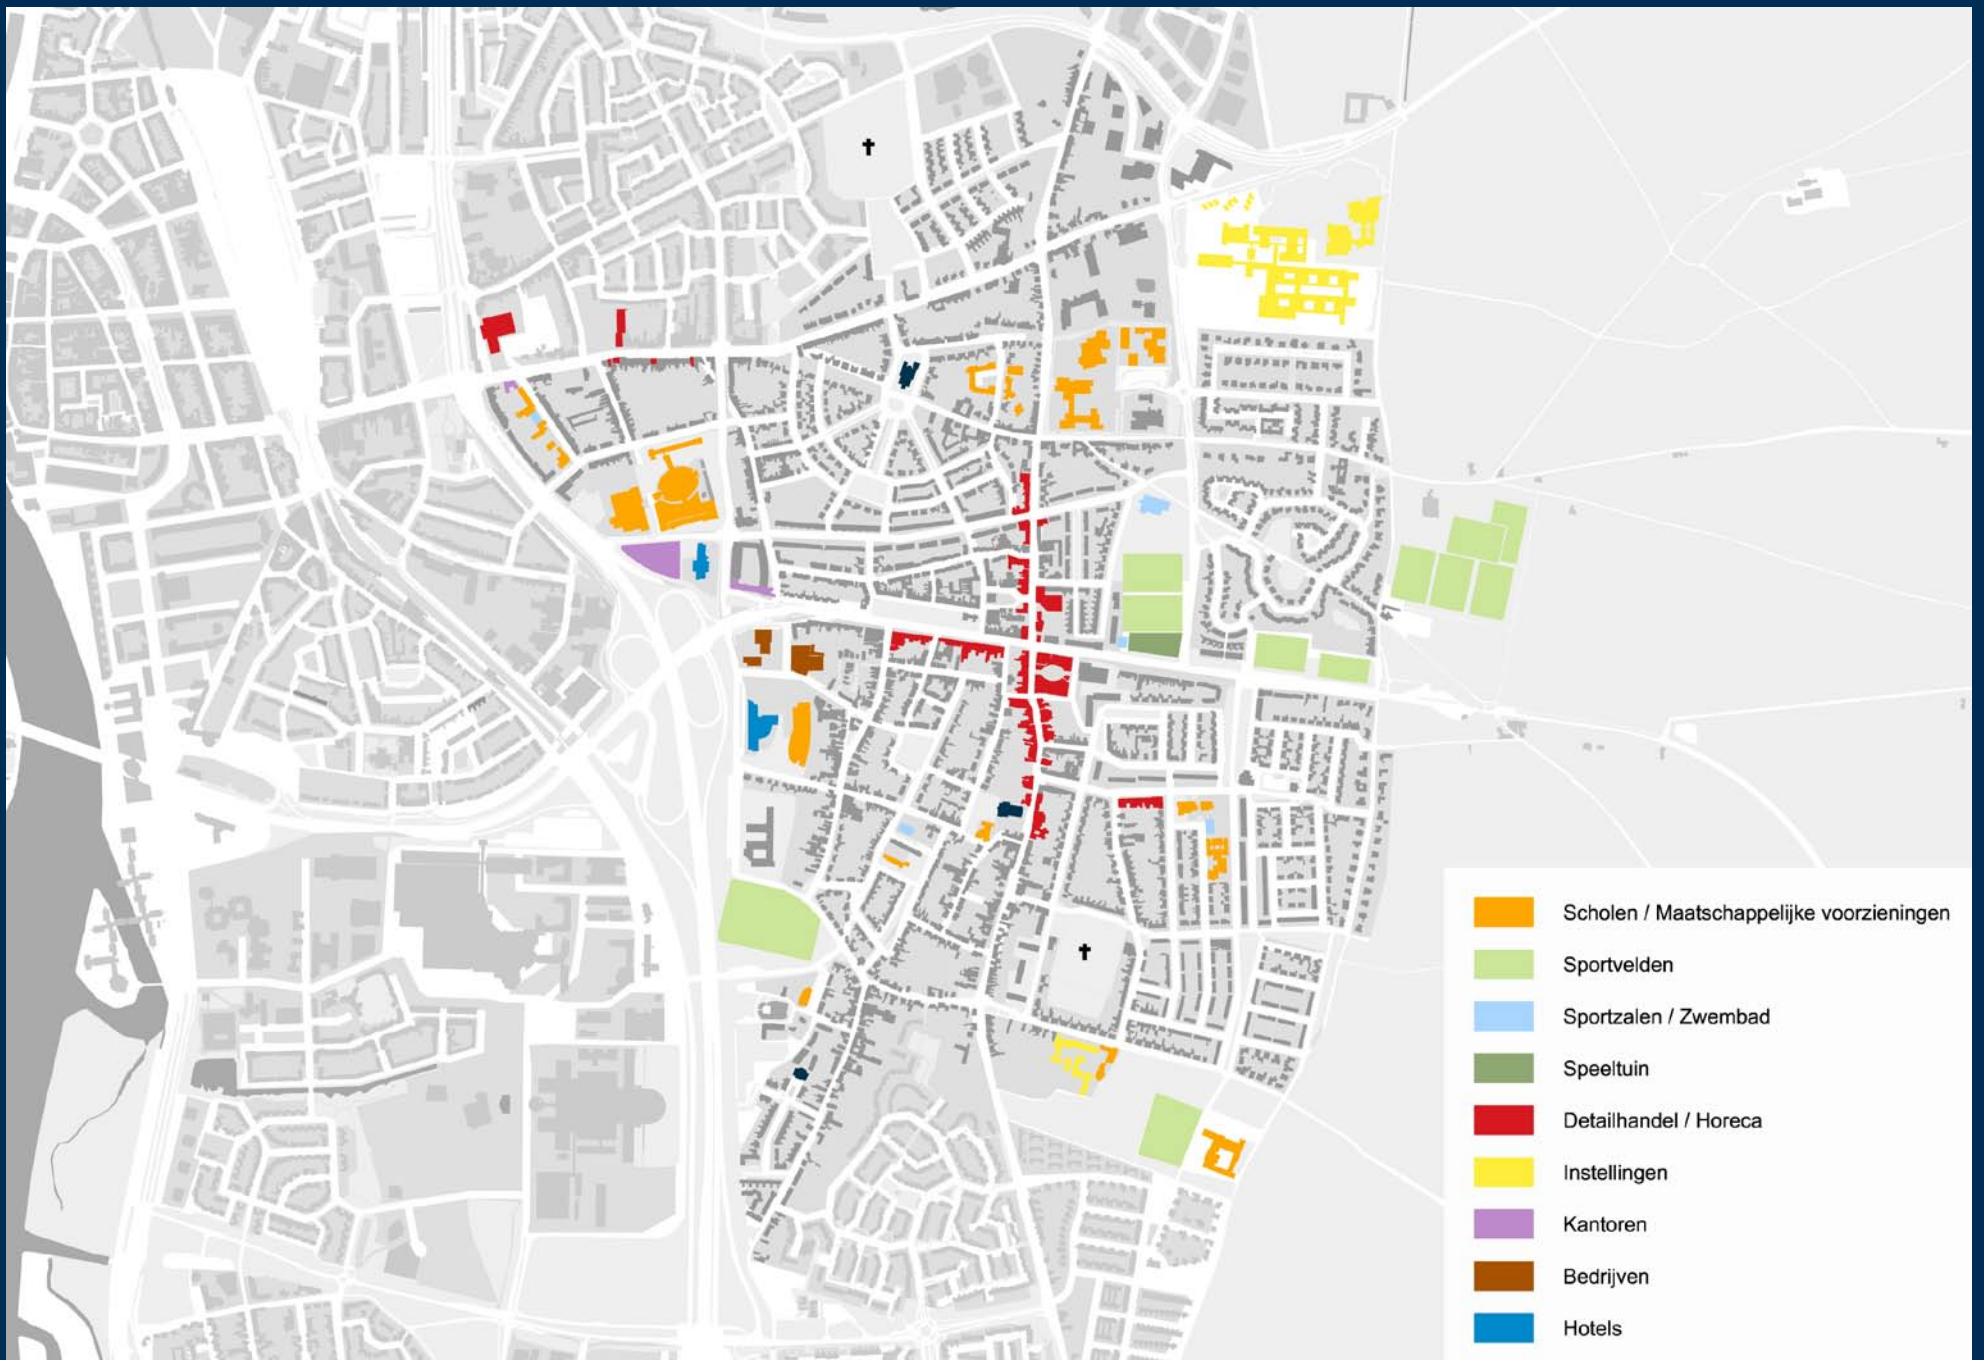 Scholen / Maatschappelijke voorzieningen
Sportvelden
Sportzalen / Zwembad
Speeltuin
Detailhandel / Horeca
Instellingen
Kantoren
Bedrijven
Hotels